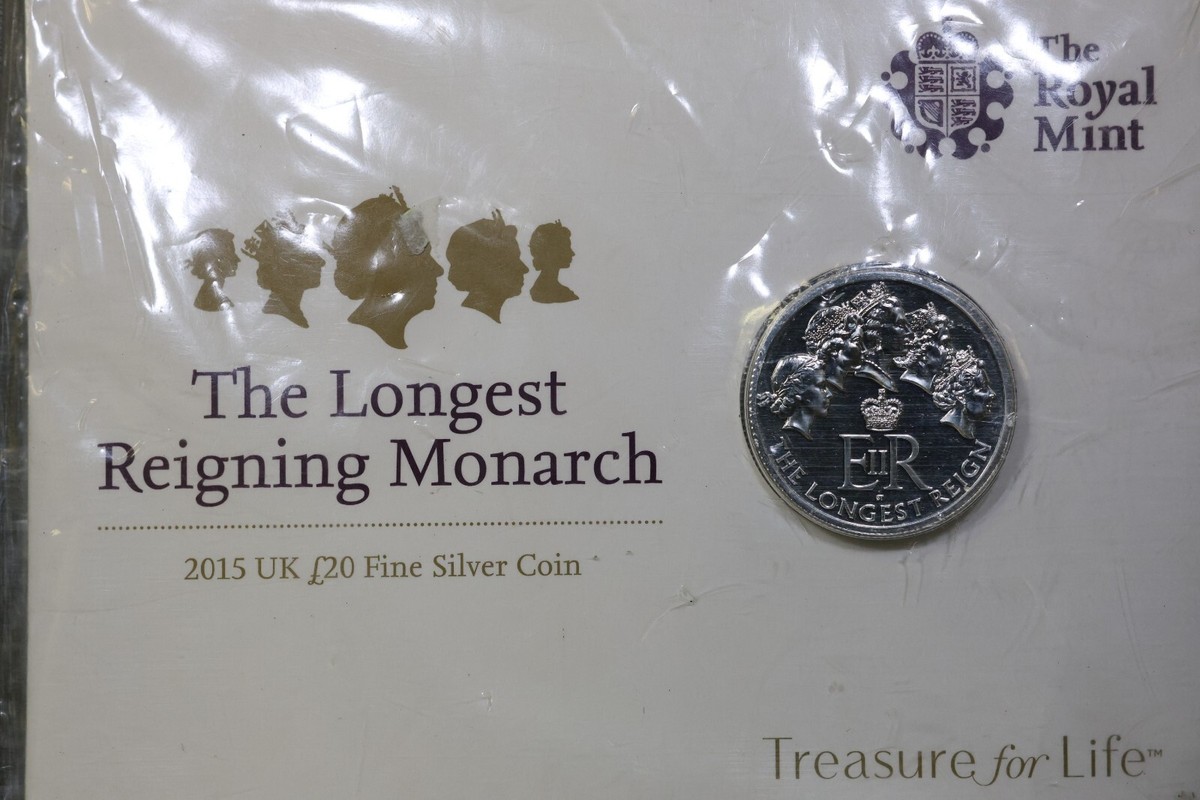 The
Royal
Mint
The Longest
Reigning Monarch
2015 UK £20 Fine Silver Coin
EIIR
THE LONGEST REIGN
Treasure for Life™